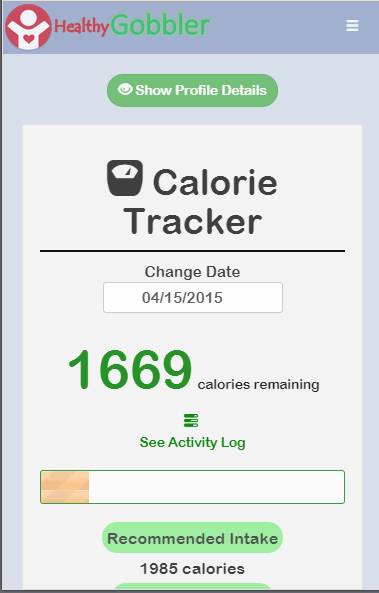 HealthyGobbler
Show Profile Details
Calorie
Tracker
Change Date
04/15/2015
1669 calories remaining
See Activity Log
Recommended Intake
1985 calories